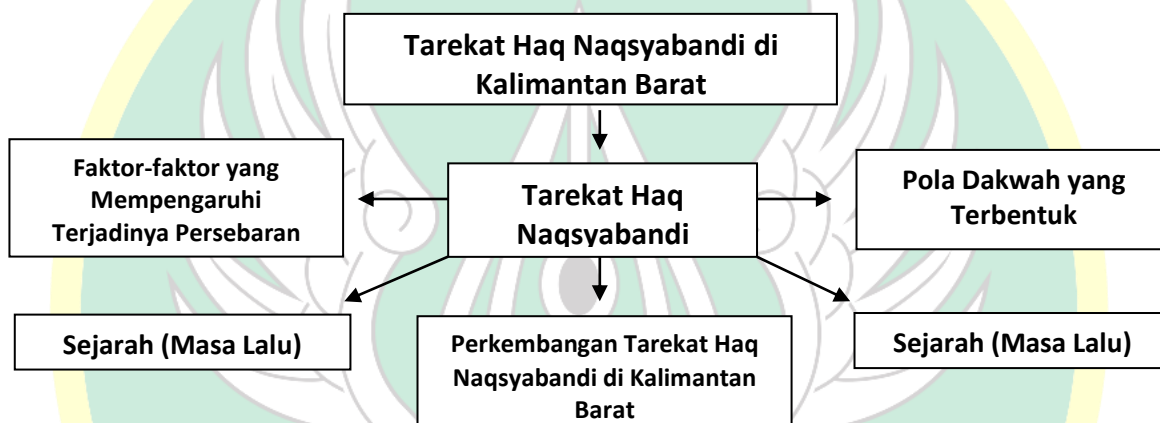 Tarekat Haq Naqsyabandi di
Kalimantan Barat
Faktor-faktor yang
Mempengaruhi
Terjadinya Persebaran
Tarekat Haq
Naqsyabandi
Pola Dakwah yang
Terbentuk
Sejarah (Masa Lalu)
Perkembangan Tarekat Haq
Naqsyabandi di Kalimantan
Barat
Sejarah (Masa Lalu)